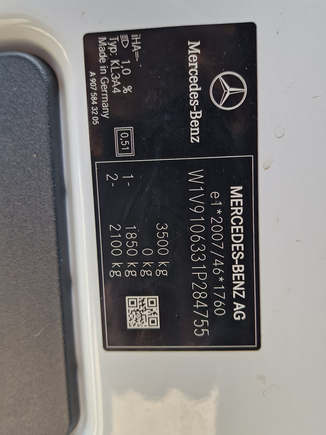 MERCEDES-BENZ AG
e1*2007/46*1760
W1V9106331P284755
3500 kg
0 kg
1- 1850 kg
2- 2100 kg
Mercedes-Benz
0.51
iHA=-
1.0 %
Typ: KL3A4
Made in Germany
A 907 584 32 05